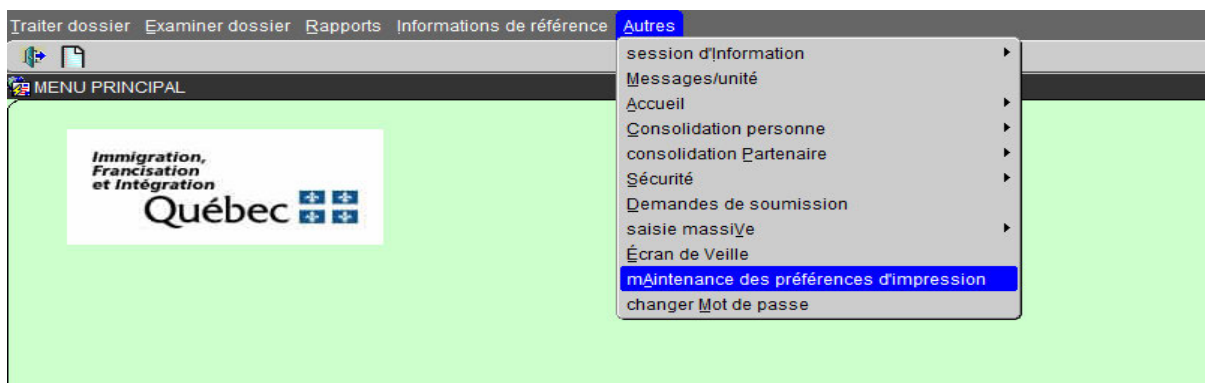 Traiter dossier Examiner dossier Rapports Informations de référence Autres
MENU PRINCIPAL
Immigration,
Francisation
et Intégration
Québec
session d'Information
Messages/unité
Accueil
Consolidation personne
consolidation Partenaire
Sécurité
Demandes de soumission
saisie massiVe
Écran de Veille
mAintenance des préférences d'impression
changer Mot de passe